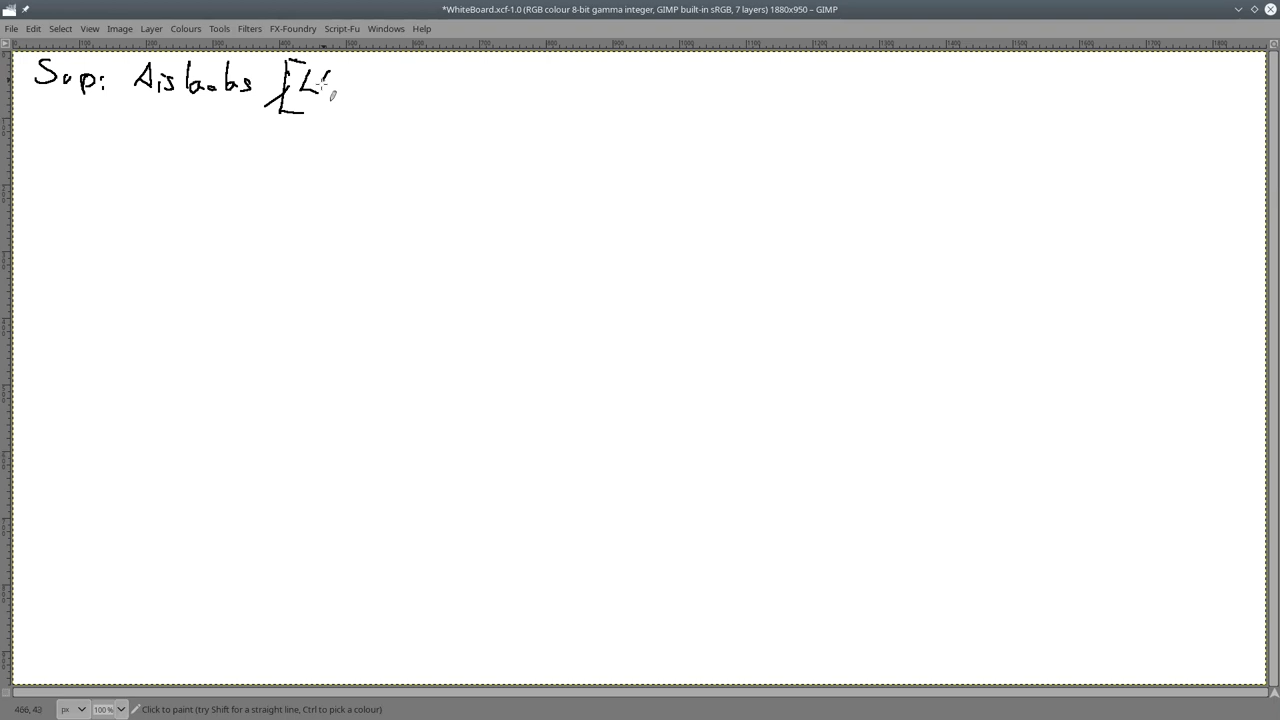 *WhiteBoard.xcf-1.0 (RGB colour 8-bit gamma integer, GIMP built-in sRGB, 7 layers) 1880x950 – GIMP
File Edit Select View Image Layer Colours Tools Filters FX-Foundry Script-Fu Windows Help
Sup:
466, 43 px 100% Click to paint (try Shift for a straight line, Ctrl to pick a colour)